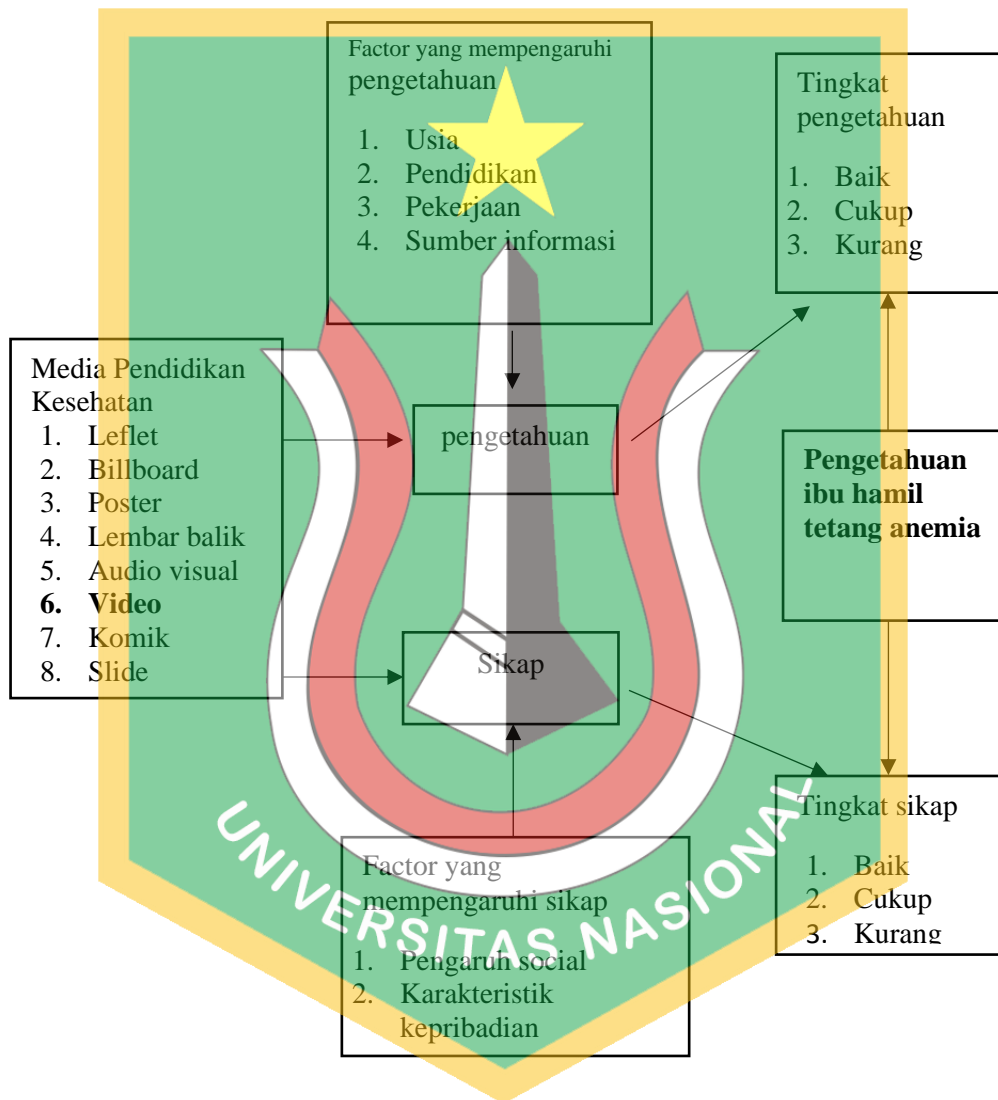 Factor yang mempengaruhi
pengetahuan
1. Usia
2. Pendidikan
3. Pekerjaan
4. Sumber informasi
Tingkat
pengetahuan
1. Baik
2. Cukup
3. Kurang
Media Pendidikan
Kesehatan
1. Leflet
2. Billboard
3. Poster
4. Lembar balik
5. Audio visual
6. Video
7. Komik
8. Slide
pengetahuan
Pengetahuan
ibu hamil
tetang anemia
Sikap
Tingkat sikap
1. Baik
2. Cukup
3. Kurang
Factor yang
mempengaruhi sikap
1. Pengaruh social
2. Karakteristik
kepribadian
UNIVERSITAS NASIONAL